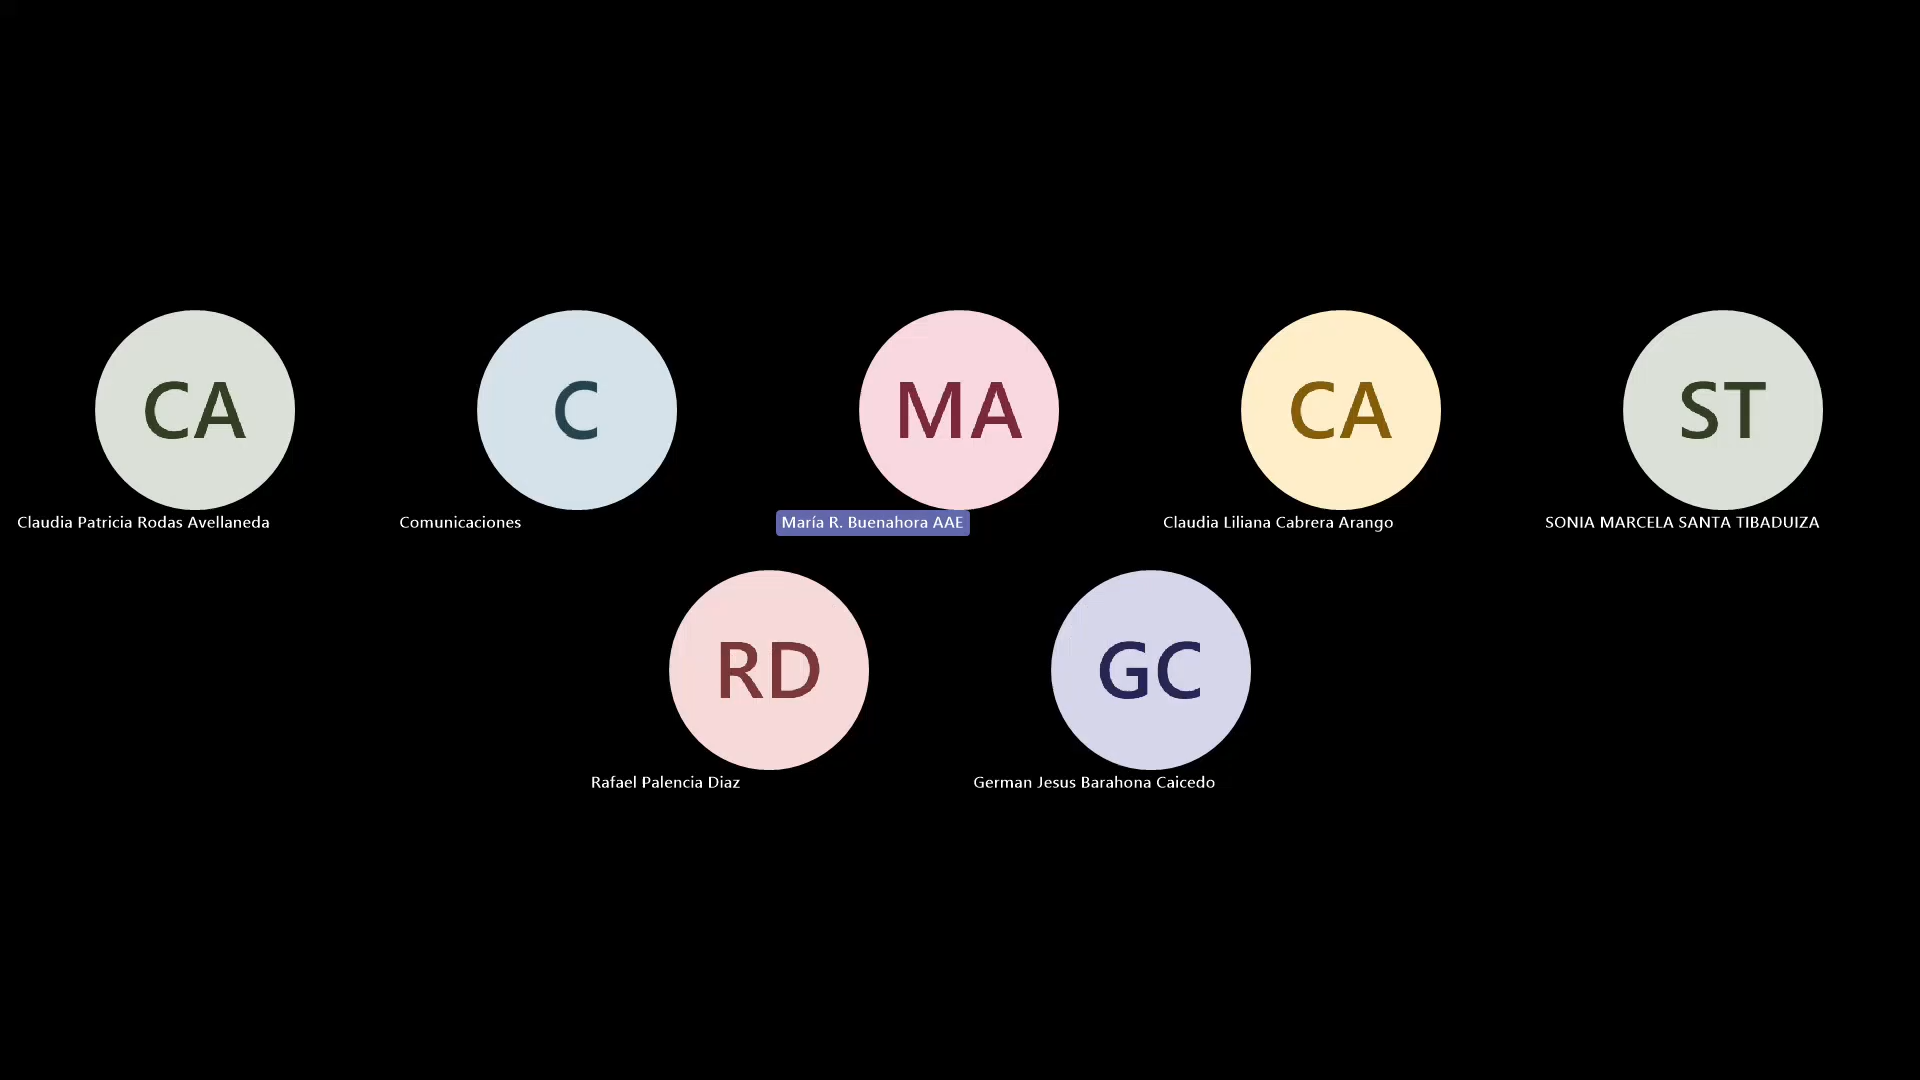 CA
C
MA
CA
ST
Claudia Patricia Rodas Avellaneda
Comunicaciones
María R. Buenahora AAE
Claudia Liliana Cabrera Arango
SONIA MARCELA SANTA TIBADUIZA
RD
GC
Rafael Palencia Diaz
German Jesus Barahona Caicedo